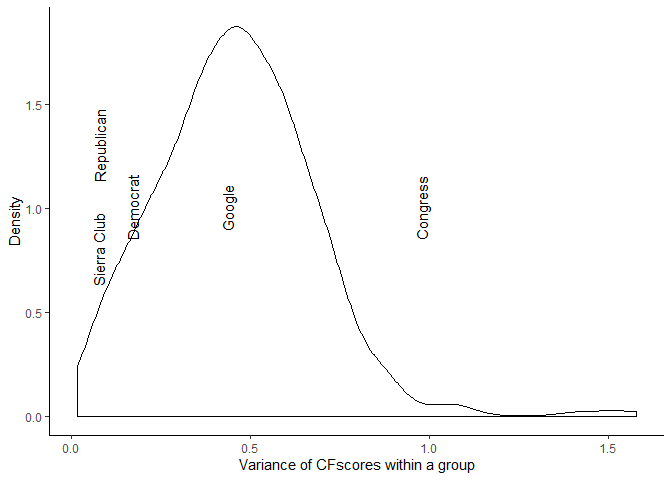 1.5
1.0
0.5
0.0
Density
Republican
Sierra Club
Democrat
Google
Congress
0.0
0.5
1.0
1.5
Variance of CFscores within a group